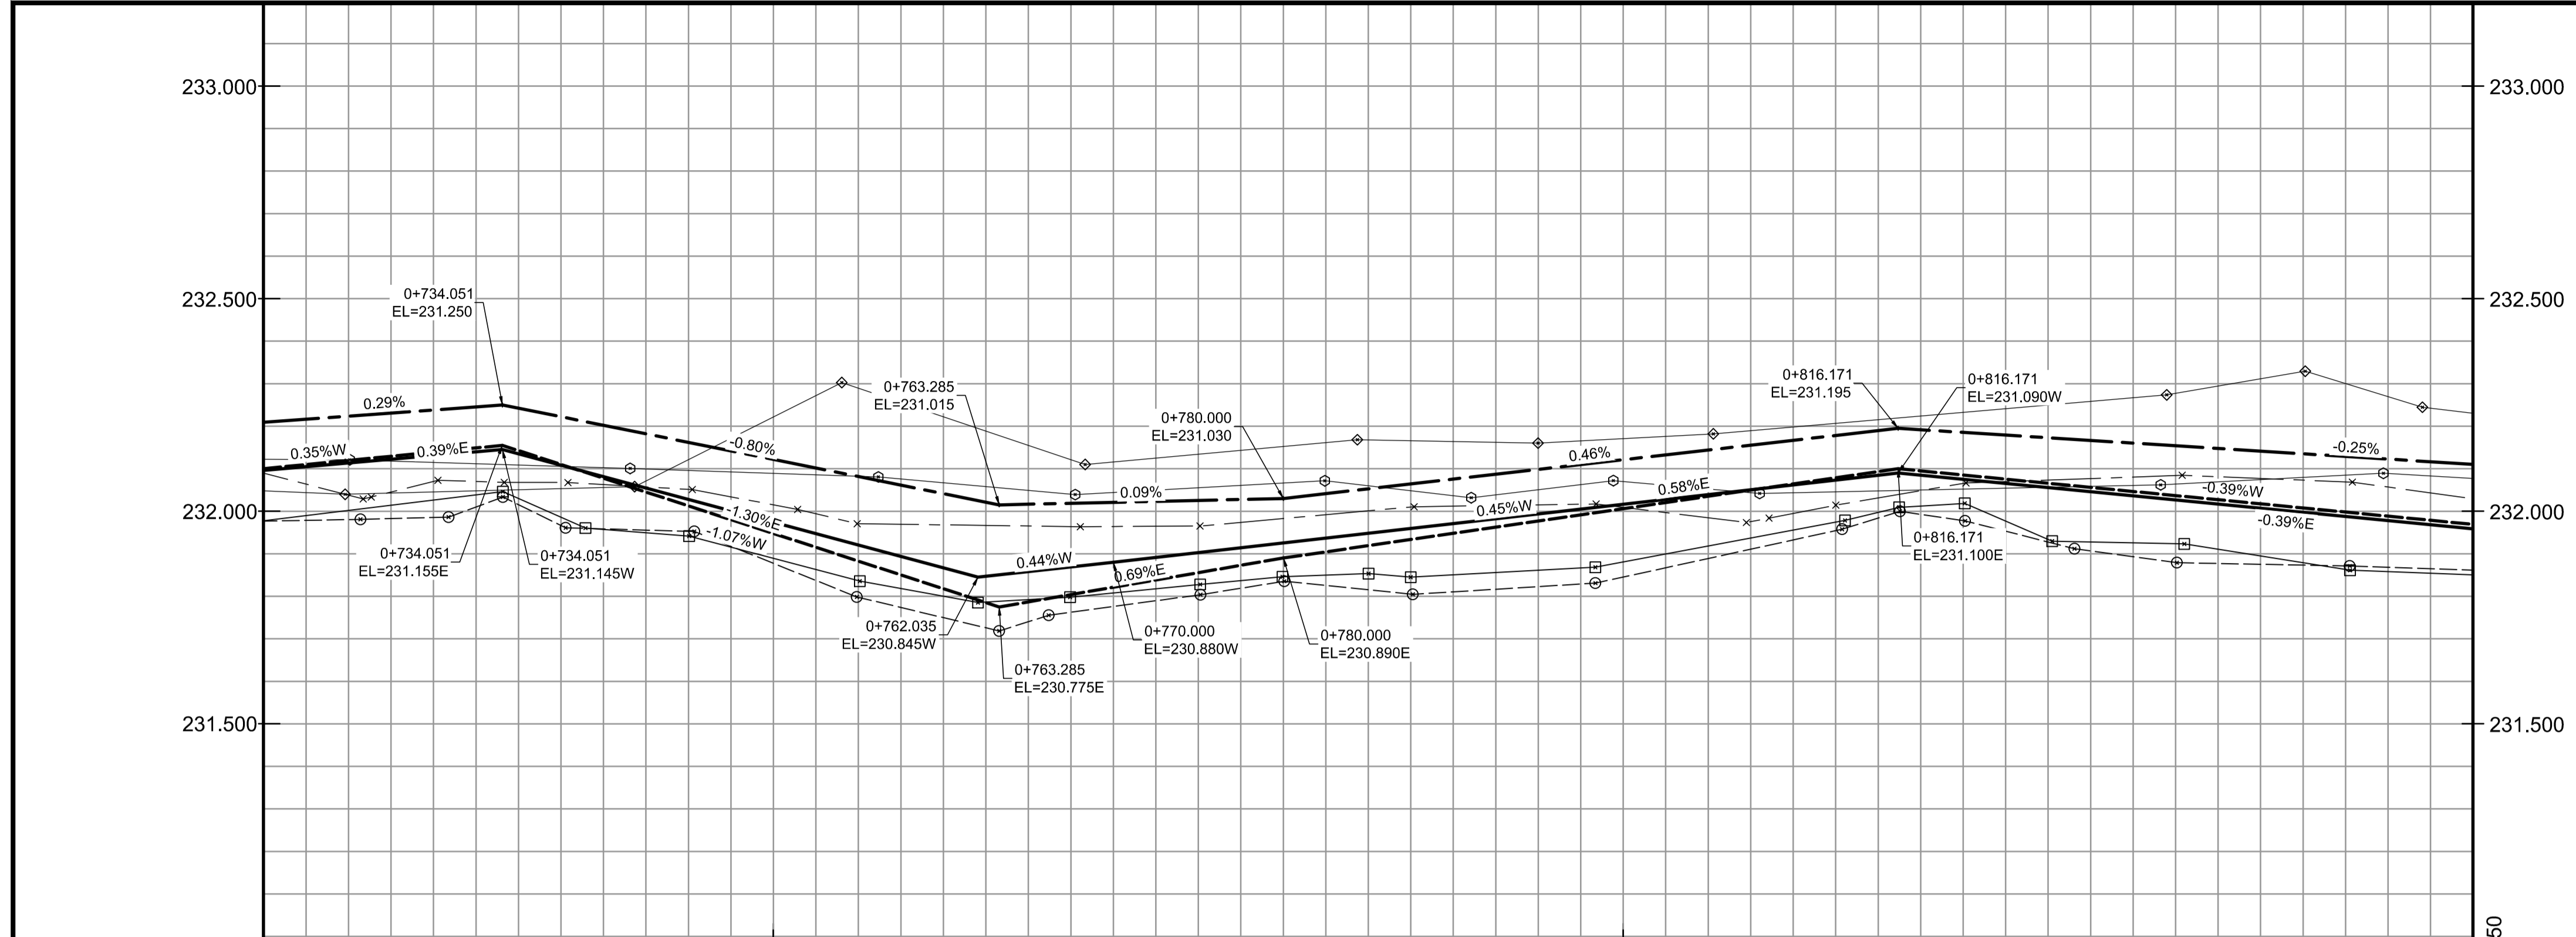 233.000
233.000
232.500
232.500
0+734.051
EL=231.250
0+763.285
EL=231.015
0+780.000
EL=231.030
0+816.171
EL=231.195
0+816.171
EL=231.090W
0.29%
-0.80%
0.09%
0.46%
-0.25%
0.35%W
0.39%E
-1.30%E
-1.07%W
0.44%W
0.69%E
0.45%W
0.58%E
-0.39%W
-0.39%E
232.000
232.000
0+734.051
EL=231.155E
0+734.051
EL=231.145W
0+816.171
EL=231.100E
0+762.035
EL=230.845W
0+763.285
EL=230.775E
0+770.000
EL=230.880W
0+780.000
EL=230.890E
231.500
231.500
50